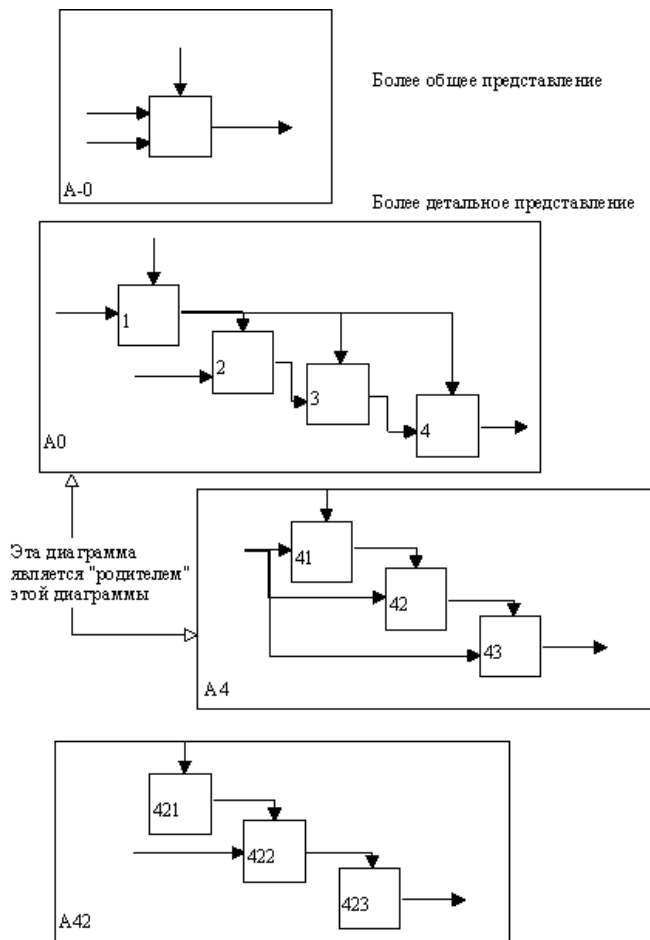 Более общее представление
A-0
Более детальное представление
1
2
3
4
A0
Эта диаграмма
является "родителем"
этой диаграммы
41
42
43
A4
421
422
423
A42